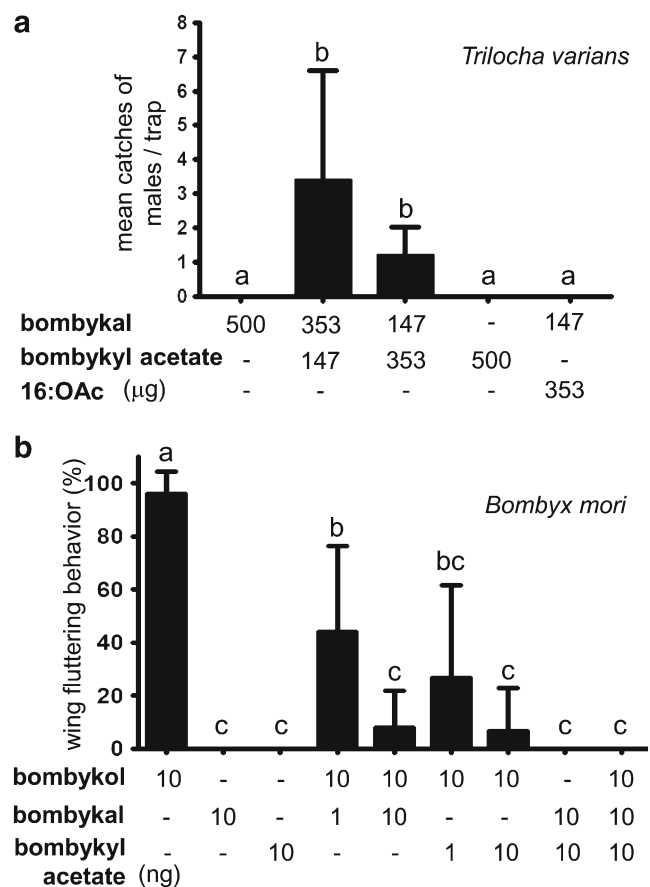 a
Trilocha varians
mean catches of
males / trap
8
7
6
5
4
3
2
1
0
a b b a a
bombykal 500 353 147 - 147
bombykyl acetate - 147 353 500 -
16:OAc (μg) - - - - 353
b
Bombyx mori
wing fluttering behavior (%)
100
80
60
40
20
0
a c c b c bc c c c
bombykol 10 - - 10 10 10 10 - 10
bombykal - 10 - 1 10 - - 10 10
bombykyl
acetate (ng) - - 10 - - 1 10 10 10